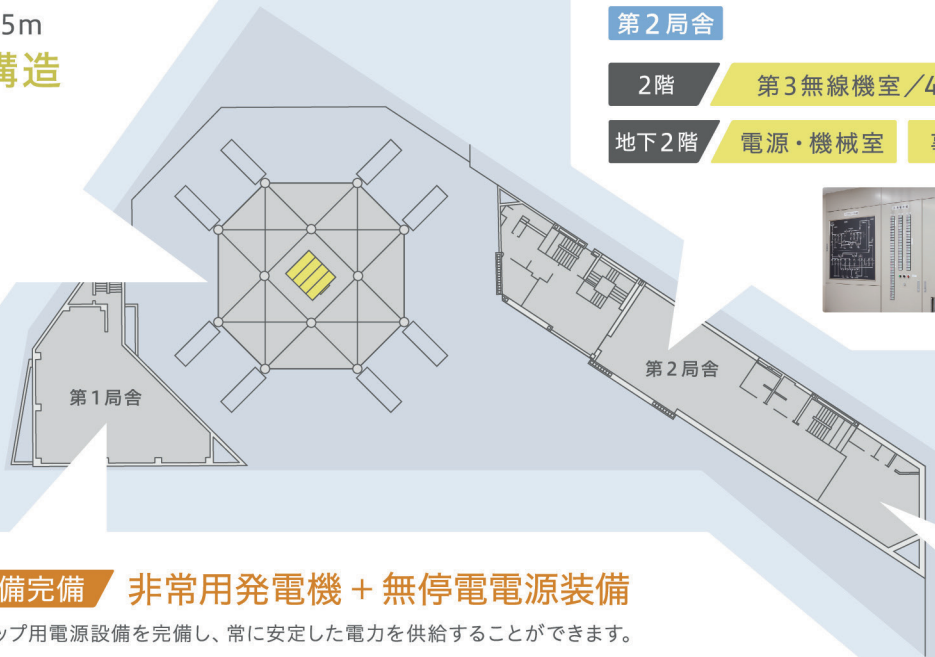 5m
構造
第2局舎
2階
第3無線機室/4
地下2階
電源・機械室
第1局舎
第2局舎
備完備
非常用発電機+無停電電源装備
ップ用電源設備を完備し、常に安定した電力を供給することができます。